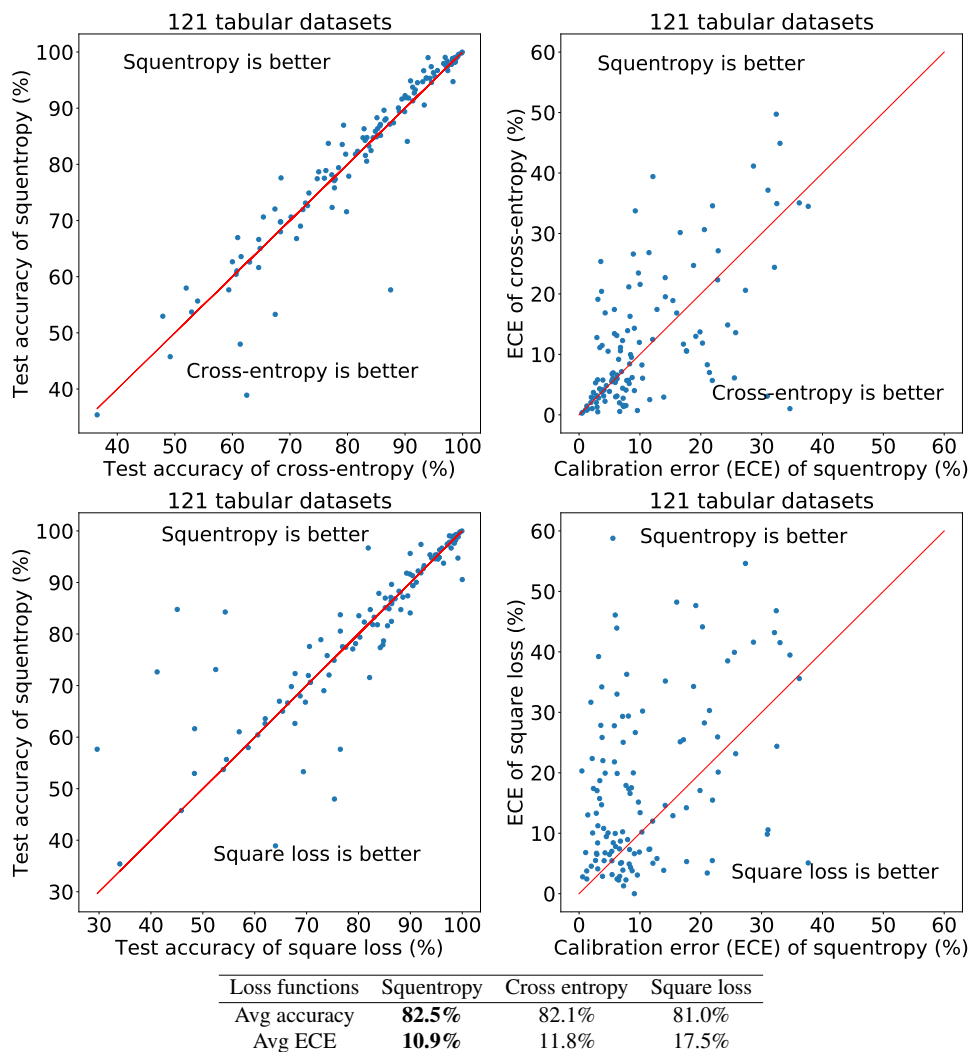 121 tabular datasets
Squentropy is better
Cross-entropy is better
Test accuracy of squentropy (%)
100
90
80
70
60
50
40
40 50 60 70 80 90 100
Test accuracy of cross-entropy (%)
121 tabular datasets
Squentropy is better
Cross-entropy is better
ECE of cross-entropy (%)
60
50
40
30
20
10
0
0 10 20 30 40 50 60
Calibration error (ECE) of squentropy (%)
121 tabular datasets
Squentropy is better
Square loss is better
Test accuracy of squentropy (%)
100
90
80
70
60
50
40
30
30 40 50 60 70 80 90 100
Test accuracy of square loss (%)
121 tabular datasets
Squentropy is better
Square loss is better
ECE of square loss (%)
60
50
40
30
20
10
0
0 10 20 30 40 50 60
Calibration error (ECE) of squentropy (%)
Loss functions Squentropy Cross entropy Square loss
Avg accuracy 82.5% 82.1% 81.0%
Avg ECE 10.9% 11.8% 17.5%